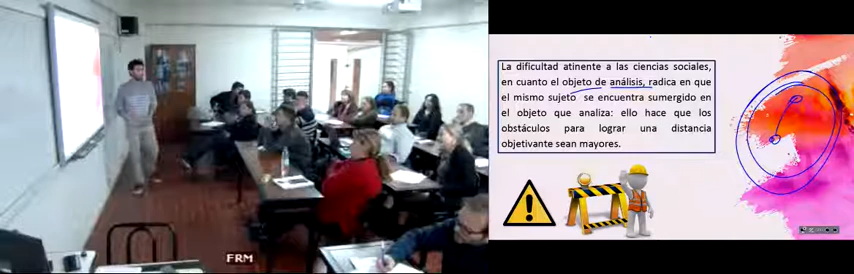 La dificultad atinente a las ciencias sociales,
en cuanto el objeto de análisis, radica en que
el mismo sujeto se encuentra sumergido en
el objeto que analiza: ello hace que los
obstáculos para lograr una distancia
objetivante sean mayores.
FRM